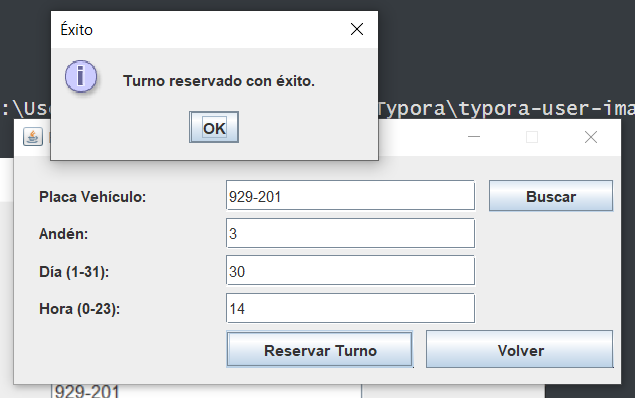 Éxito
Turno reservado con éxito.
OK
:\Us Typora\typora-user-ima
Placa Vehículo: 929-201 Buscar
Andén: 3
Día (1-31): 30
Hora (0-23): 14
Reservar Turno Volver
929-201